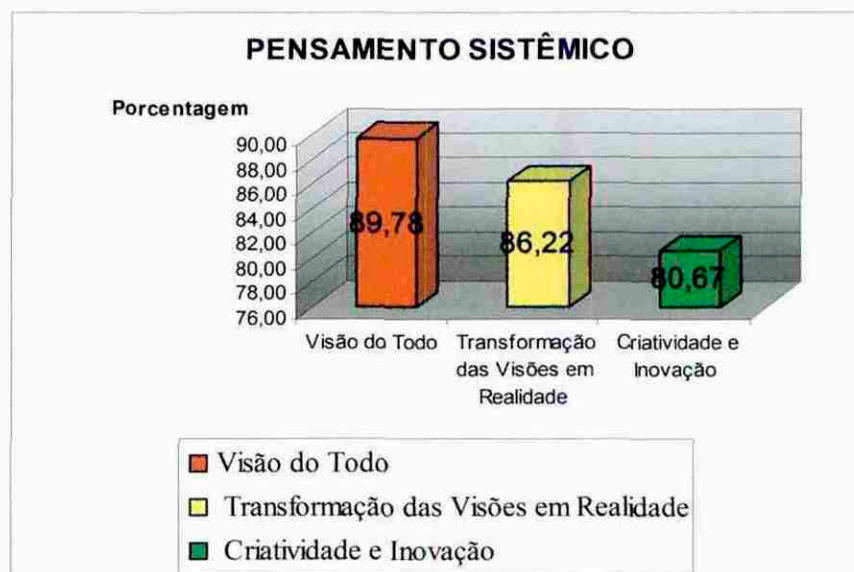 PENSAMENTO SISTÊMICO
Porcentagem
90,00
88,00
86,00
84,00
82,00
80,00
78,00
76,00
89,78
86,22
80,67
Visão do Todo
Transformação
das Visões em
Realidade
Criatividade e
Inovação
Visão do Todo
Transformação das Visões em Realidade
Criatividade e Inovação